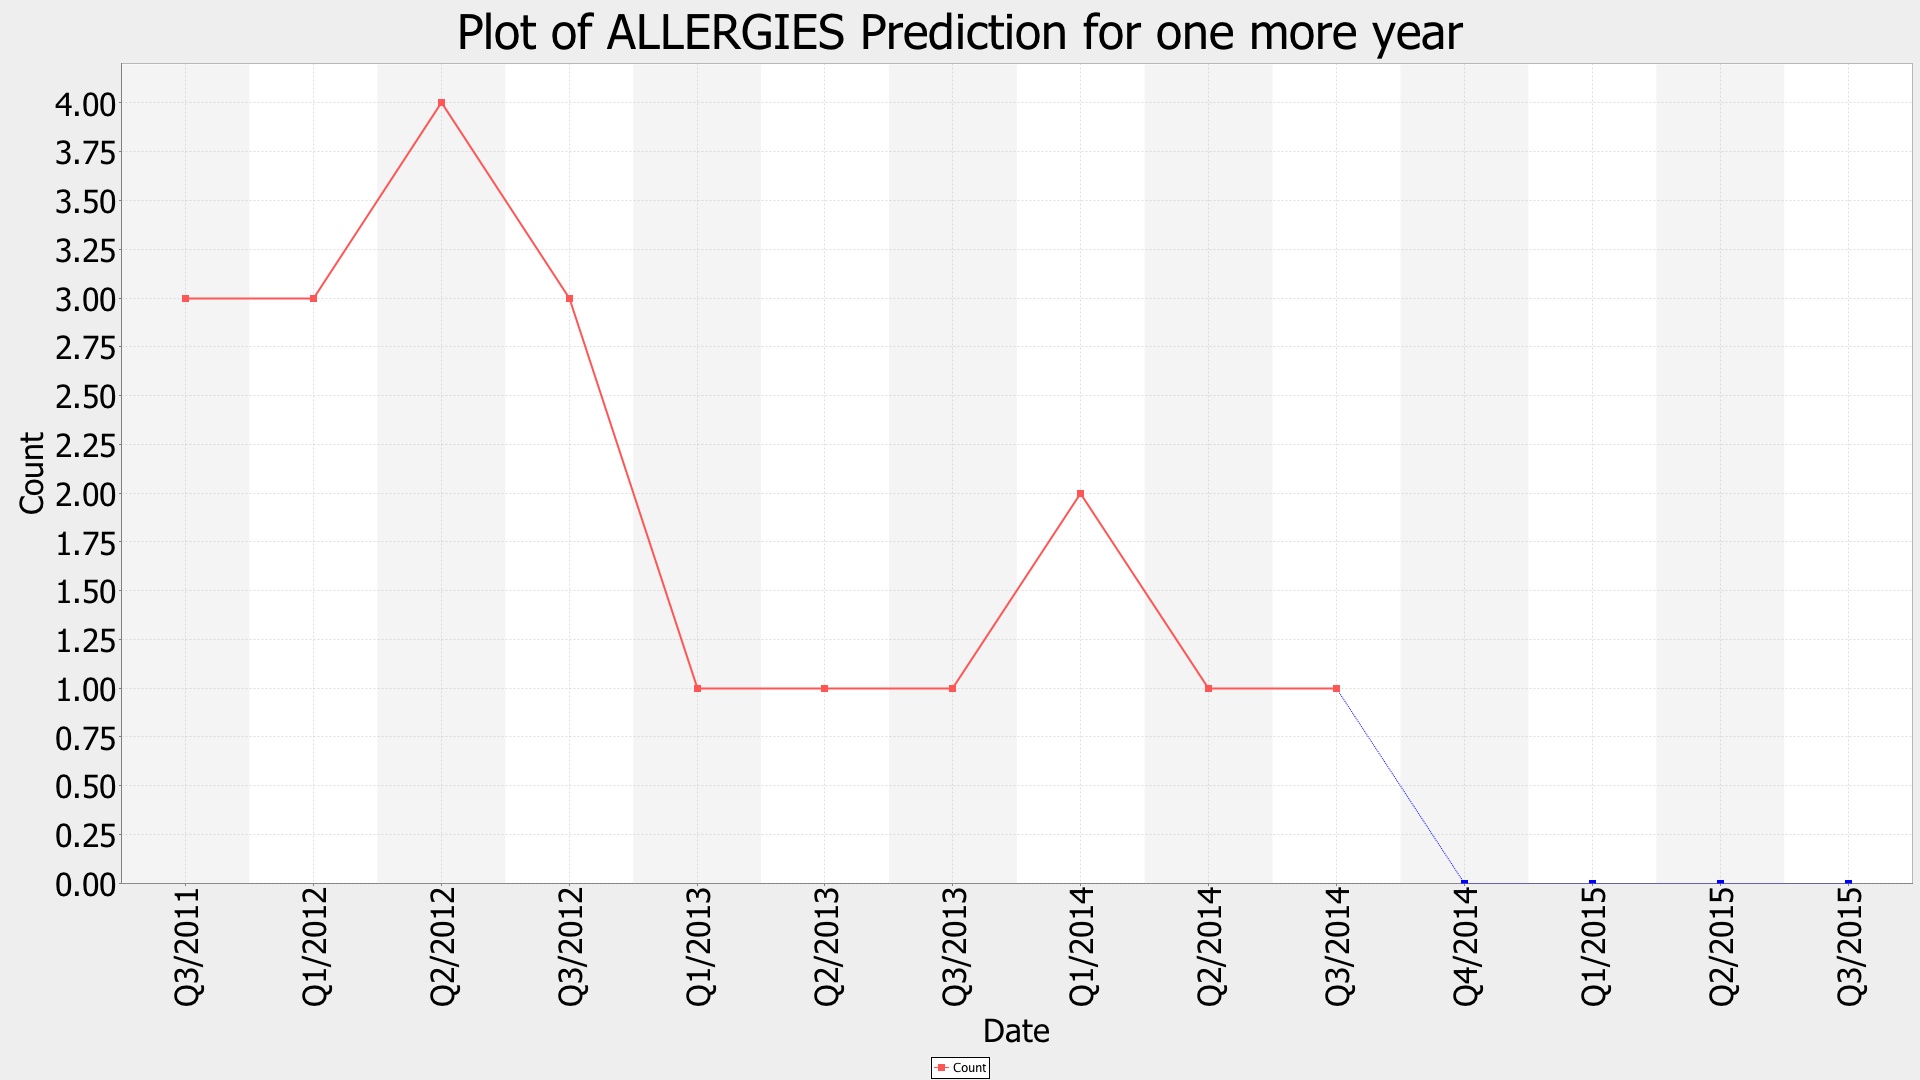 Plot of ALLERGIES Prediction for one more year
4.00
3.75
3.50
3.25
3.00
2.75
2.50
2.25
2.00
1.75
1.50
1.25
1.00
0.75
0.50
0.25
0.00
Count
Q3/2011
Q1/2012
Q2/2012
Q3/2012
Q1/2013
Q2/2013
Q3/2013
Q1/2014
Q2/2014
Q3/2014
Q4/2014
Q1/2015
Q2/2015
Q3/2015
Date
Count